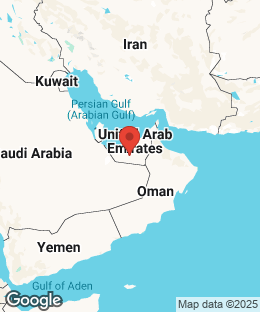 Iran
Kuwait
Persian Gulf
(Arabian Gulf)
United Arab
Emirates
audi Arabia
Oman
Yemen
Gulf of Aden
Google
Map data ©2025